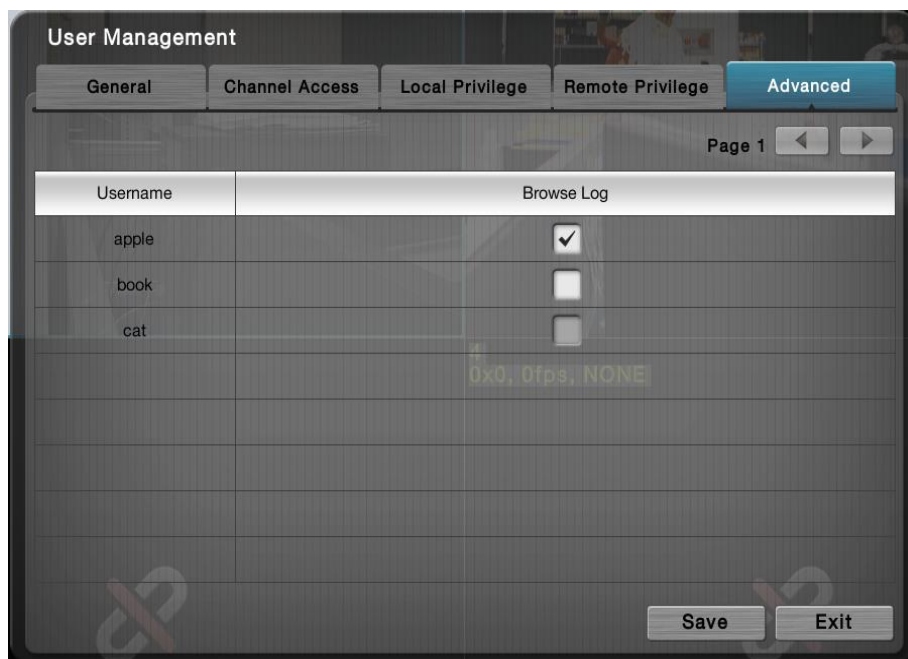 User Management
General Channel Access Local Privilege Remote Privilege Advanced
Page 1
Username Browse Log
apple
book
cat
4
0x0, 0fps, NONE
Save Exit